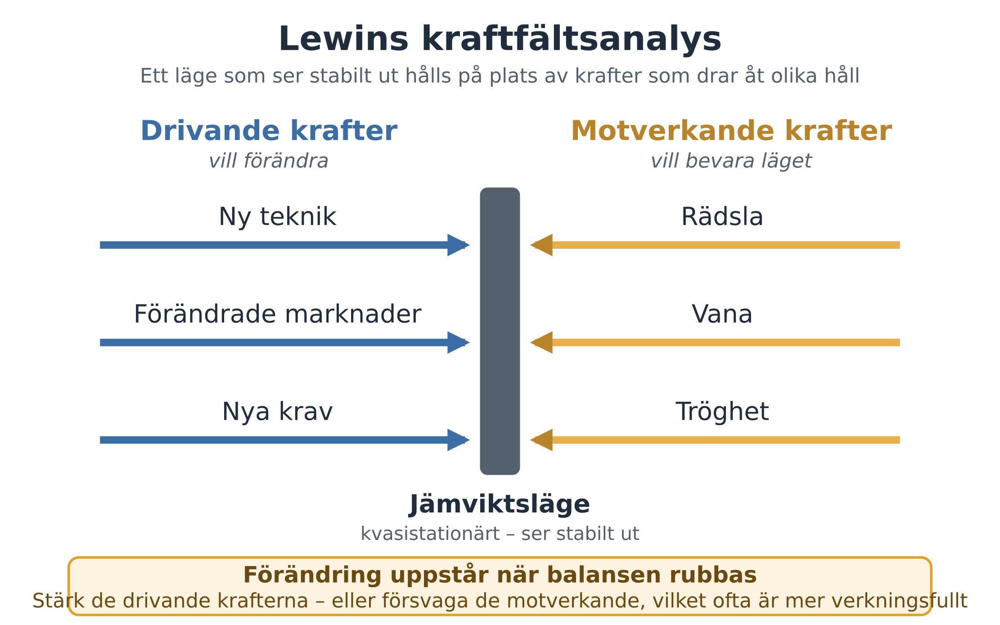 Lewins kraftfältsanalys
Ett läge som ser stabilt ut hålls på plats av krafter som drar åt olika håll
Drivande krafter
vill förändra
Motverkande krafter
vill bevara läget
Ny teknik
Rädsla
Förändrade marknader
Vana
Nya krav
Tröghet
Jämviktsläge
kvasistationärt – ser stabilt ut
Förändring uppstår när balansen rubbas
Stärk de drivande krafterna – eller försvaga de motverkande, vilket ofta är mer verkningsfullt